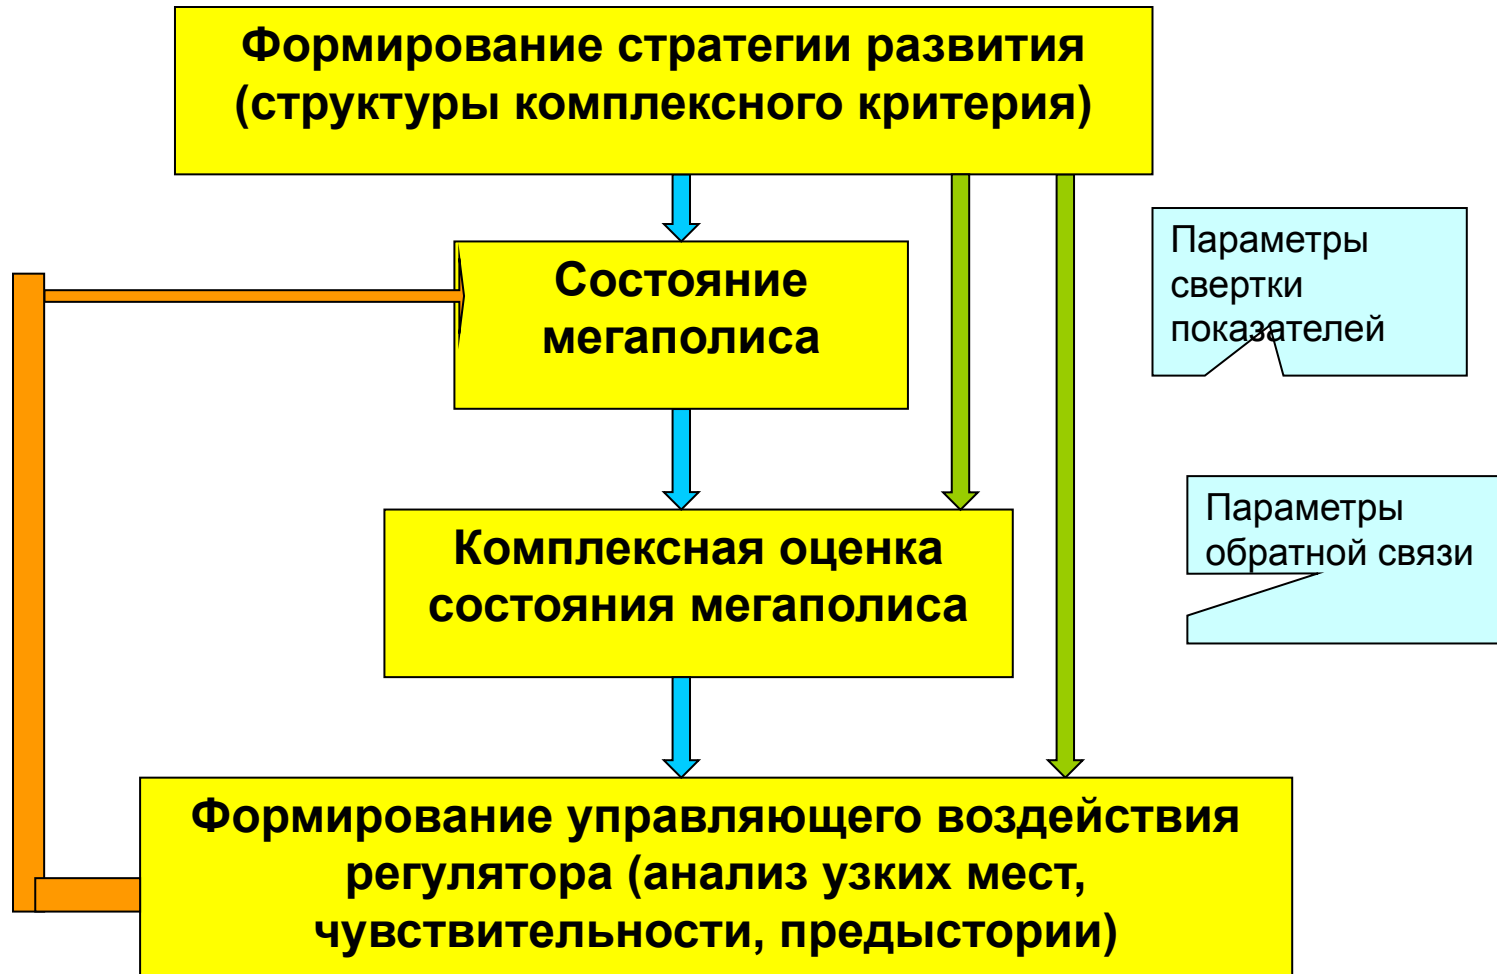 Формирование стратегии развития
(структуры комплексного критерия)
Состояние
мегаполиса
Параметры
свертки
показателей
Комплексная оценка
состояния мегаполиса
Параметры
обратной связи
Формирование управляющего воздействия
регулятора (анализ узких мест,
чувствительности, предыстории)